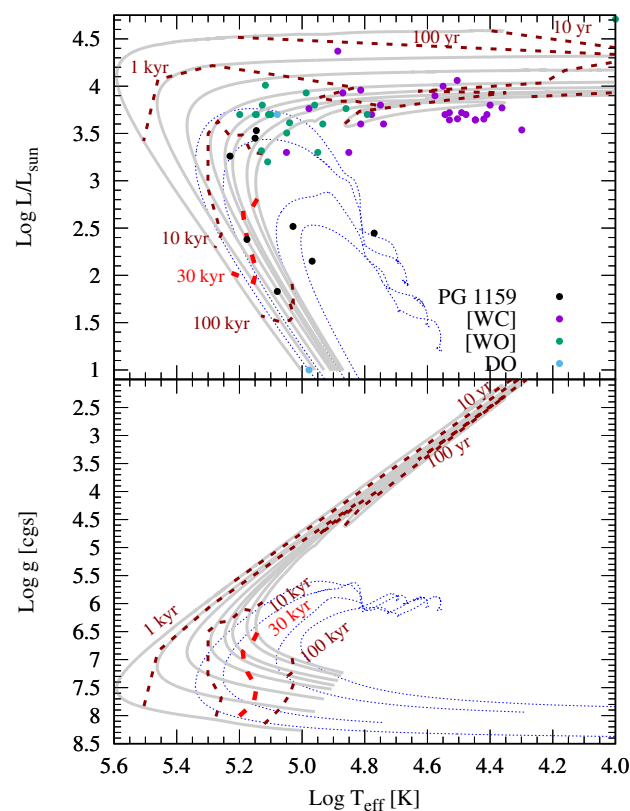 4.5
4
3.5
3
2.5
2
1.5
1
Log L/L_sun
100 yr
10 yr
1 kyr
10 kyr
30 kyr
100 kyr
PG 1159
[WC]
[WO]
DO
2.5
3
3.5
4
4.5
5
5.5
6
6.5
7
7.5
8
8.5
Log g [cgs]
10 yr
100 yr
1 kyr
10 kyr
30 kyr
100 kyr
5.6 5.4 5.2 5.0 4.8 4.6 4.4 4.2 4.0
Log T_eff [K]